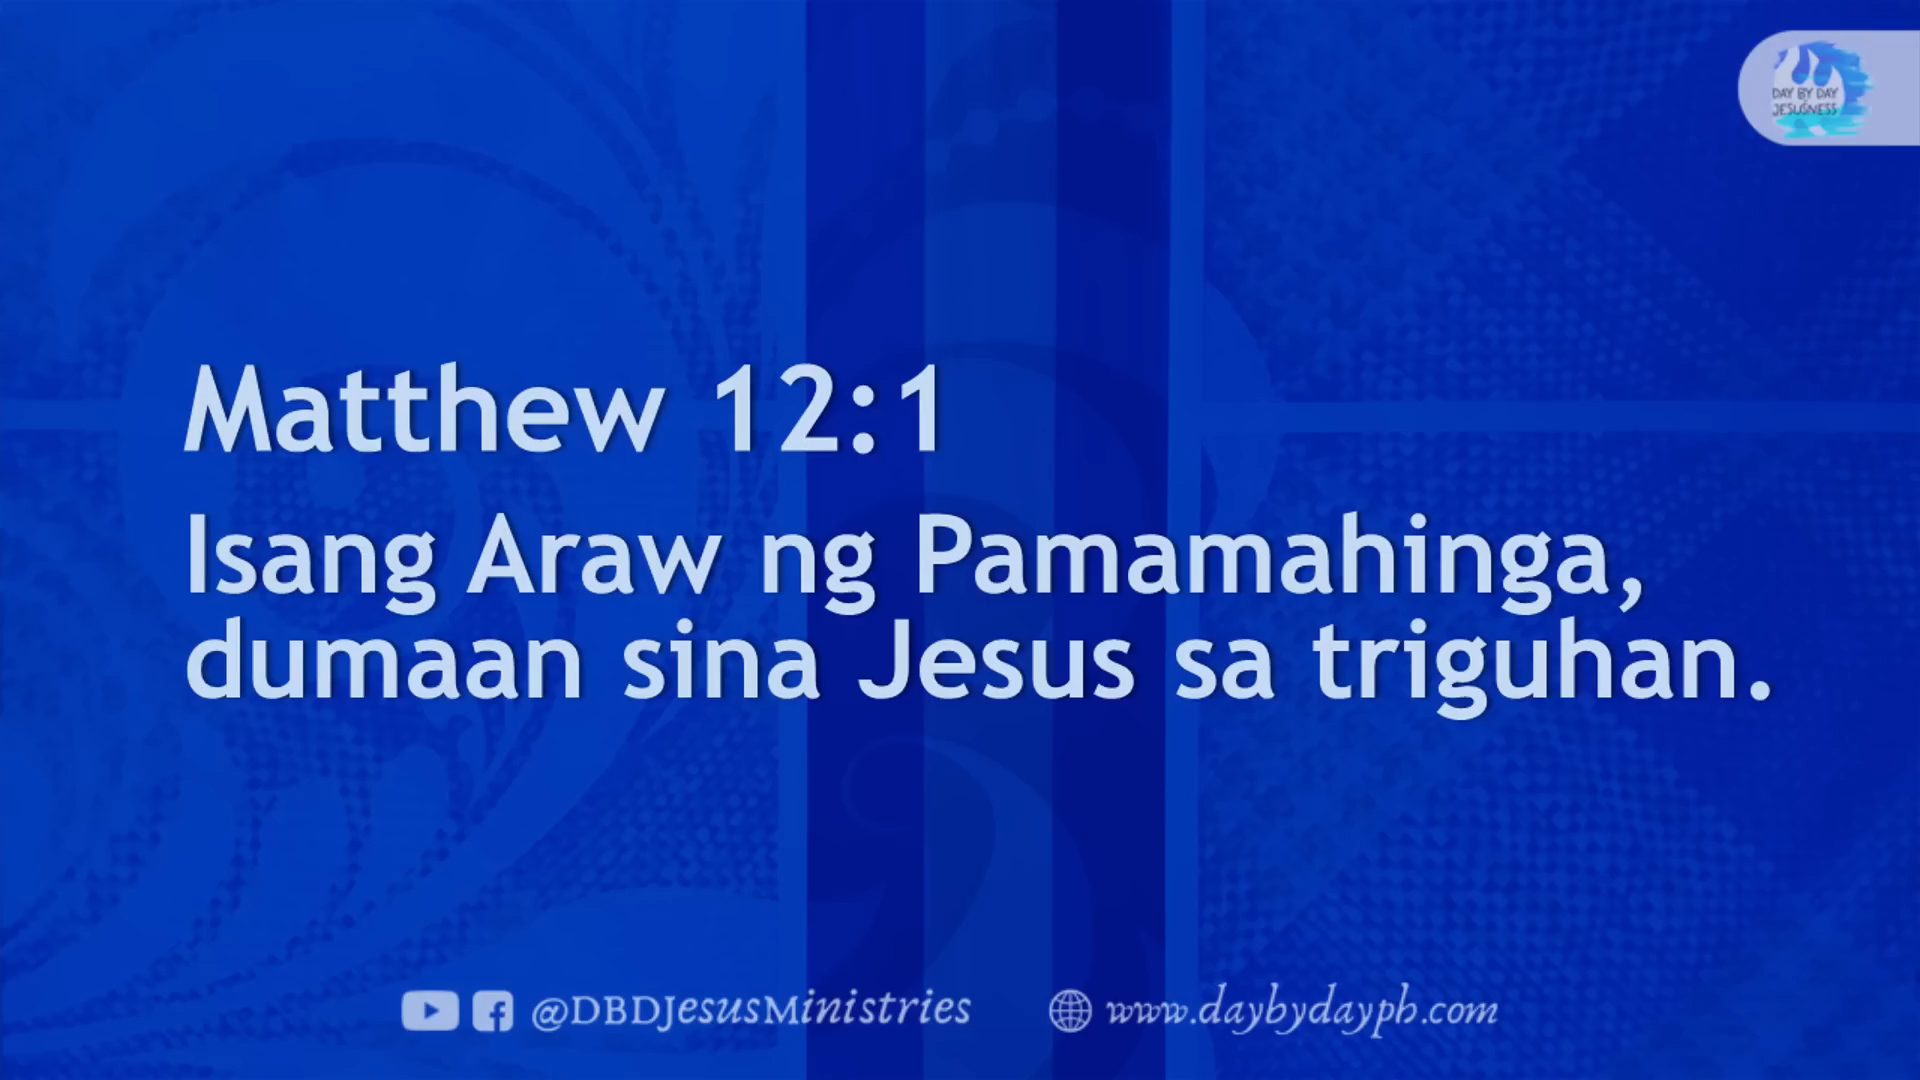 DAY BY DAY
JESUSNESS
Matthew 12:1
Isang Araw ng Pamamahinga,
dumaan sina Jesus sa triguhan.
@DBDJesusMinistries www.daybydayph.com